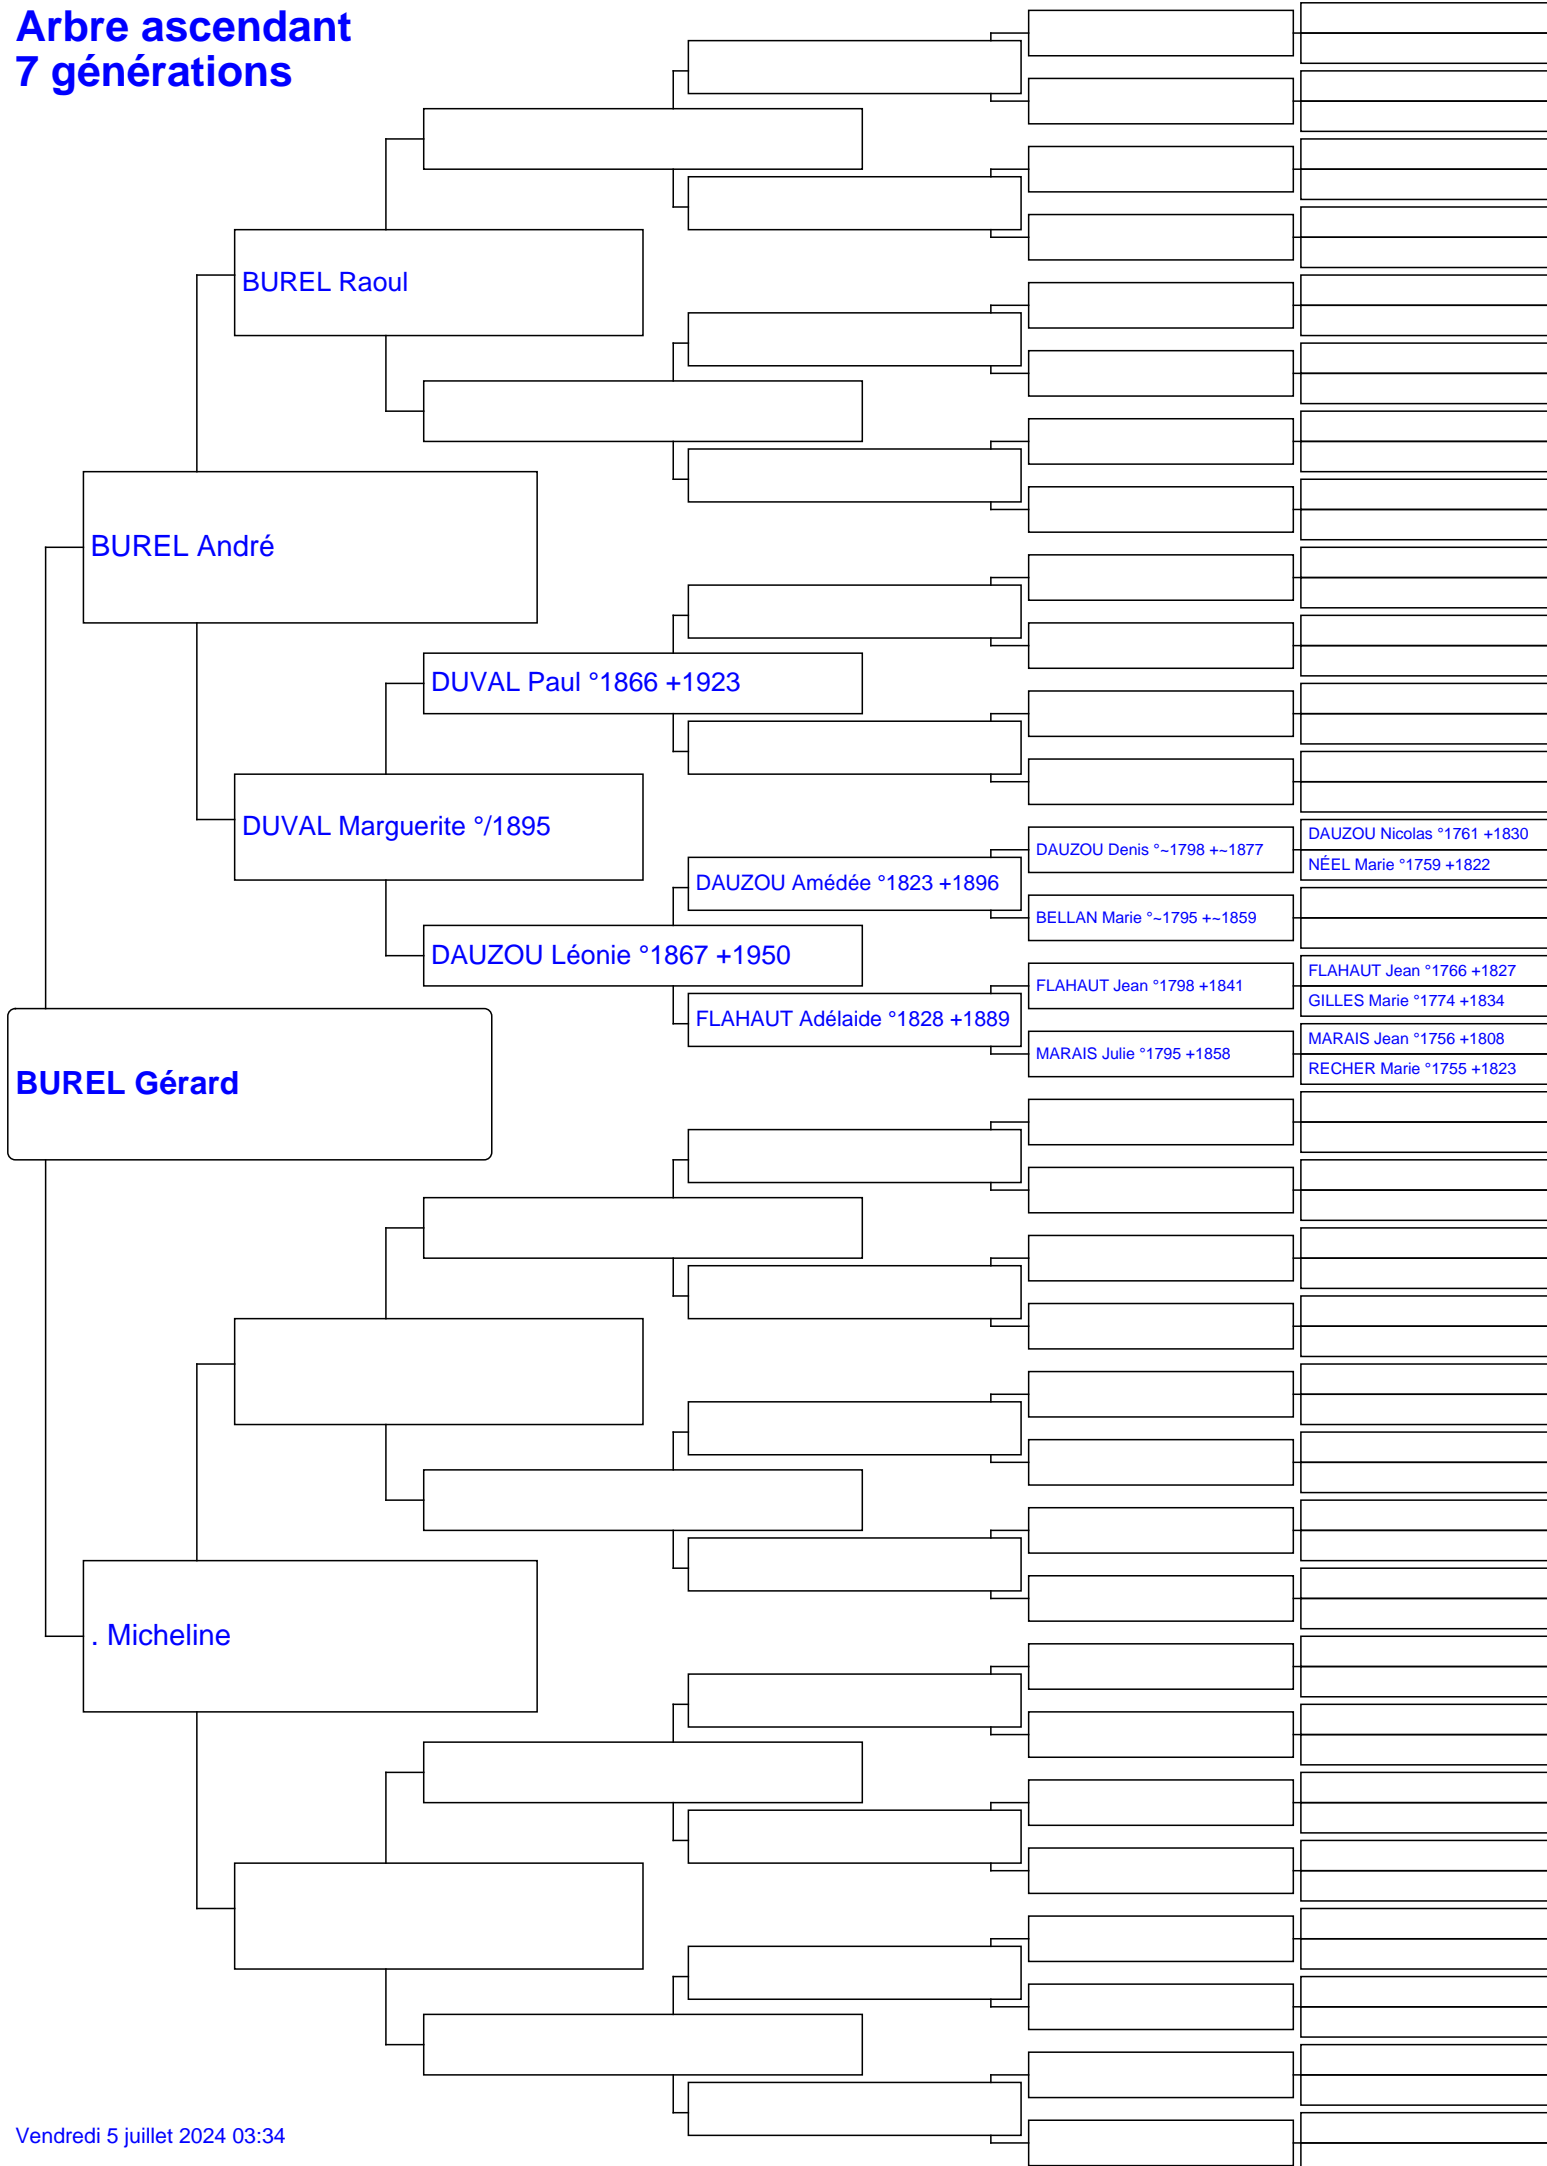 Arbre ascendant
7 générations
BUREL Raoul
BUREL André
DUVAL Paul °1866 +1923
DUVAL Marguerite °/1895
DAUZOU Nicolas °1761 +1830
DAUZOU Denis °~1798 +~1877
NÉEL Marie °1759 +1822
DAUZOU Amédée °1823 +1896
BELLAN Marie °~1795 +~1859
DAUZOU Léonie °1867 +1950
FLAHAUT Jean °1766 +1827
FLAHAUT Jean °1798 +1841
GILLES Marie °1774 +1834
FLAHAUT Adélaide °1828 +1889
MARAIS Jean °1756 +1808
MARAIS Julie °1795 +1858
RECHER Marie °1755 +1823
BUREL Gérard
. Micheline
Vendredi 5 juillet 2024 03:34